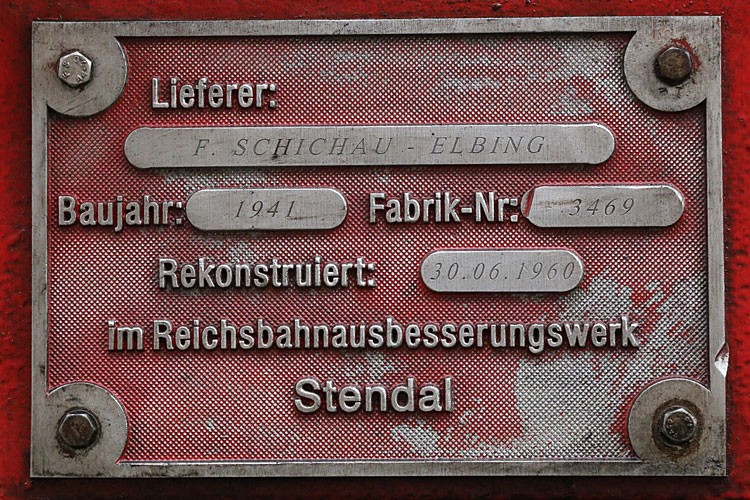 Lieferer:
F. SCHICHAU - ELBING
Baujahr: 1941 Fabrik-Nr: 3469
Rekonstruiert: 30.06.1960
im Reichsbahnausbesserungswerk
Stendal